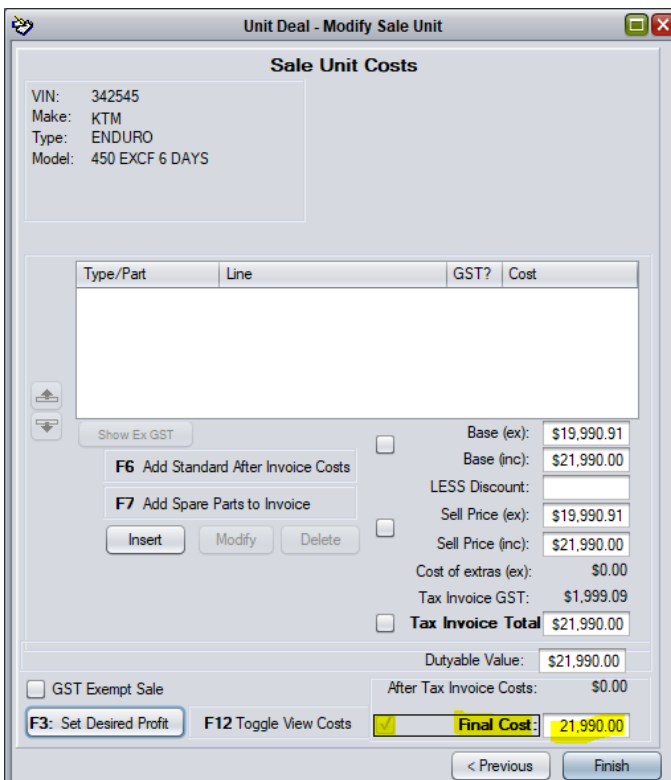 Unit Deal - Modify Sale Unit
Sale Unit Costs
VIN: 342545
Make: KTM
Type: ENDURO
Model: 450 EXCF 6 DAYS
Type/Part Line GST? Cost
Show Ex GST
Base (ex): $19,990.91
F6 Add Standard After Invoice Costs
Base (inc): $21,990.00
LESS Discount:
F7 Add Spare Parts to Invoice
Sell Price (ex): $19,990.91
Insert Modify Delete
Sell Price (inc): $21,990.00
Cost of extras (ex): $0.00
Tax Invoice GST: $1,999.09
Tax Invoice Total $21,990.00
Dutyable Value: $21,990.00
GST Exempt Sale
After Tax Invoice Costs: $0.00
F3: Set Desired Profit F12 Toggle View Costs
Final Cost: 21,990.00
< Previous Finish